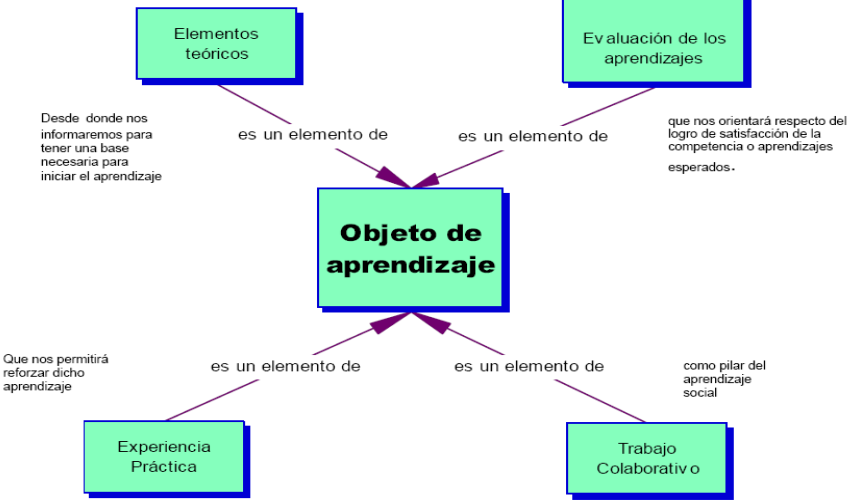 Elementos
teóricos
Evaluación de los
aprendizajes
Desde donde nos
informaremos para
tener una base
necesaria para
iniciar el aprendizaje
es un elemento de
es un elemento de
que nos orientará respecto del
logro de satisfacción de la
competencia o aprendizajes
esperados.
Objeto de
aprendizaje
Que nos permitirá
reforzar dicho
aprendizaje
es un elemento de
es un elemento de
como pilar del
aprendizaje
social
Experiencia
Práctica
Trabajo
Colaborativo